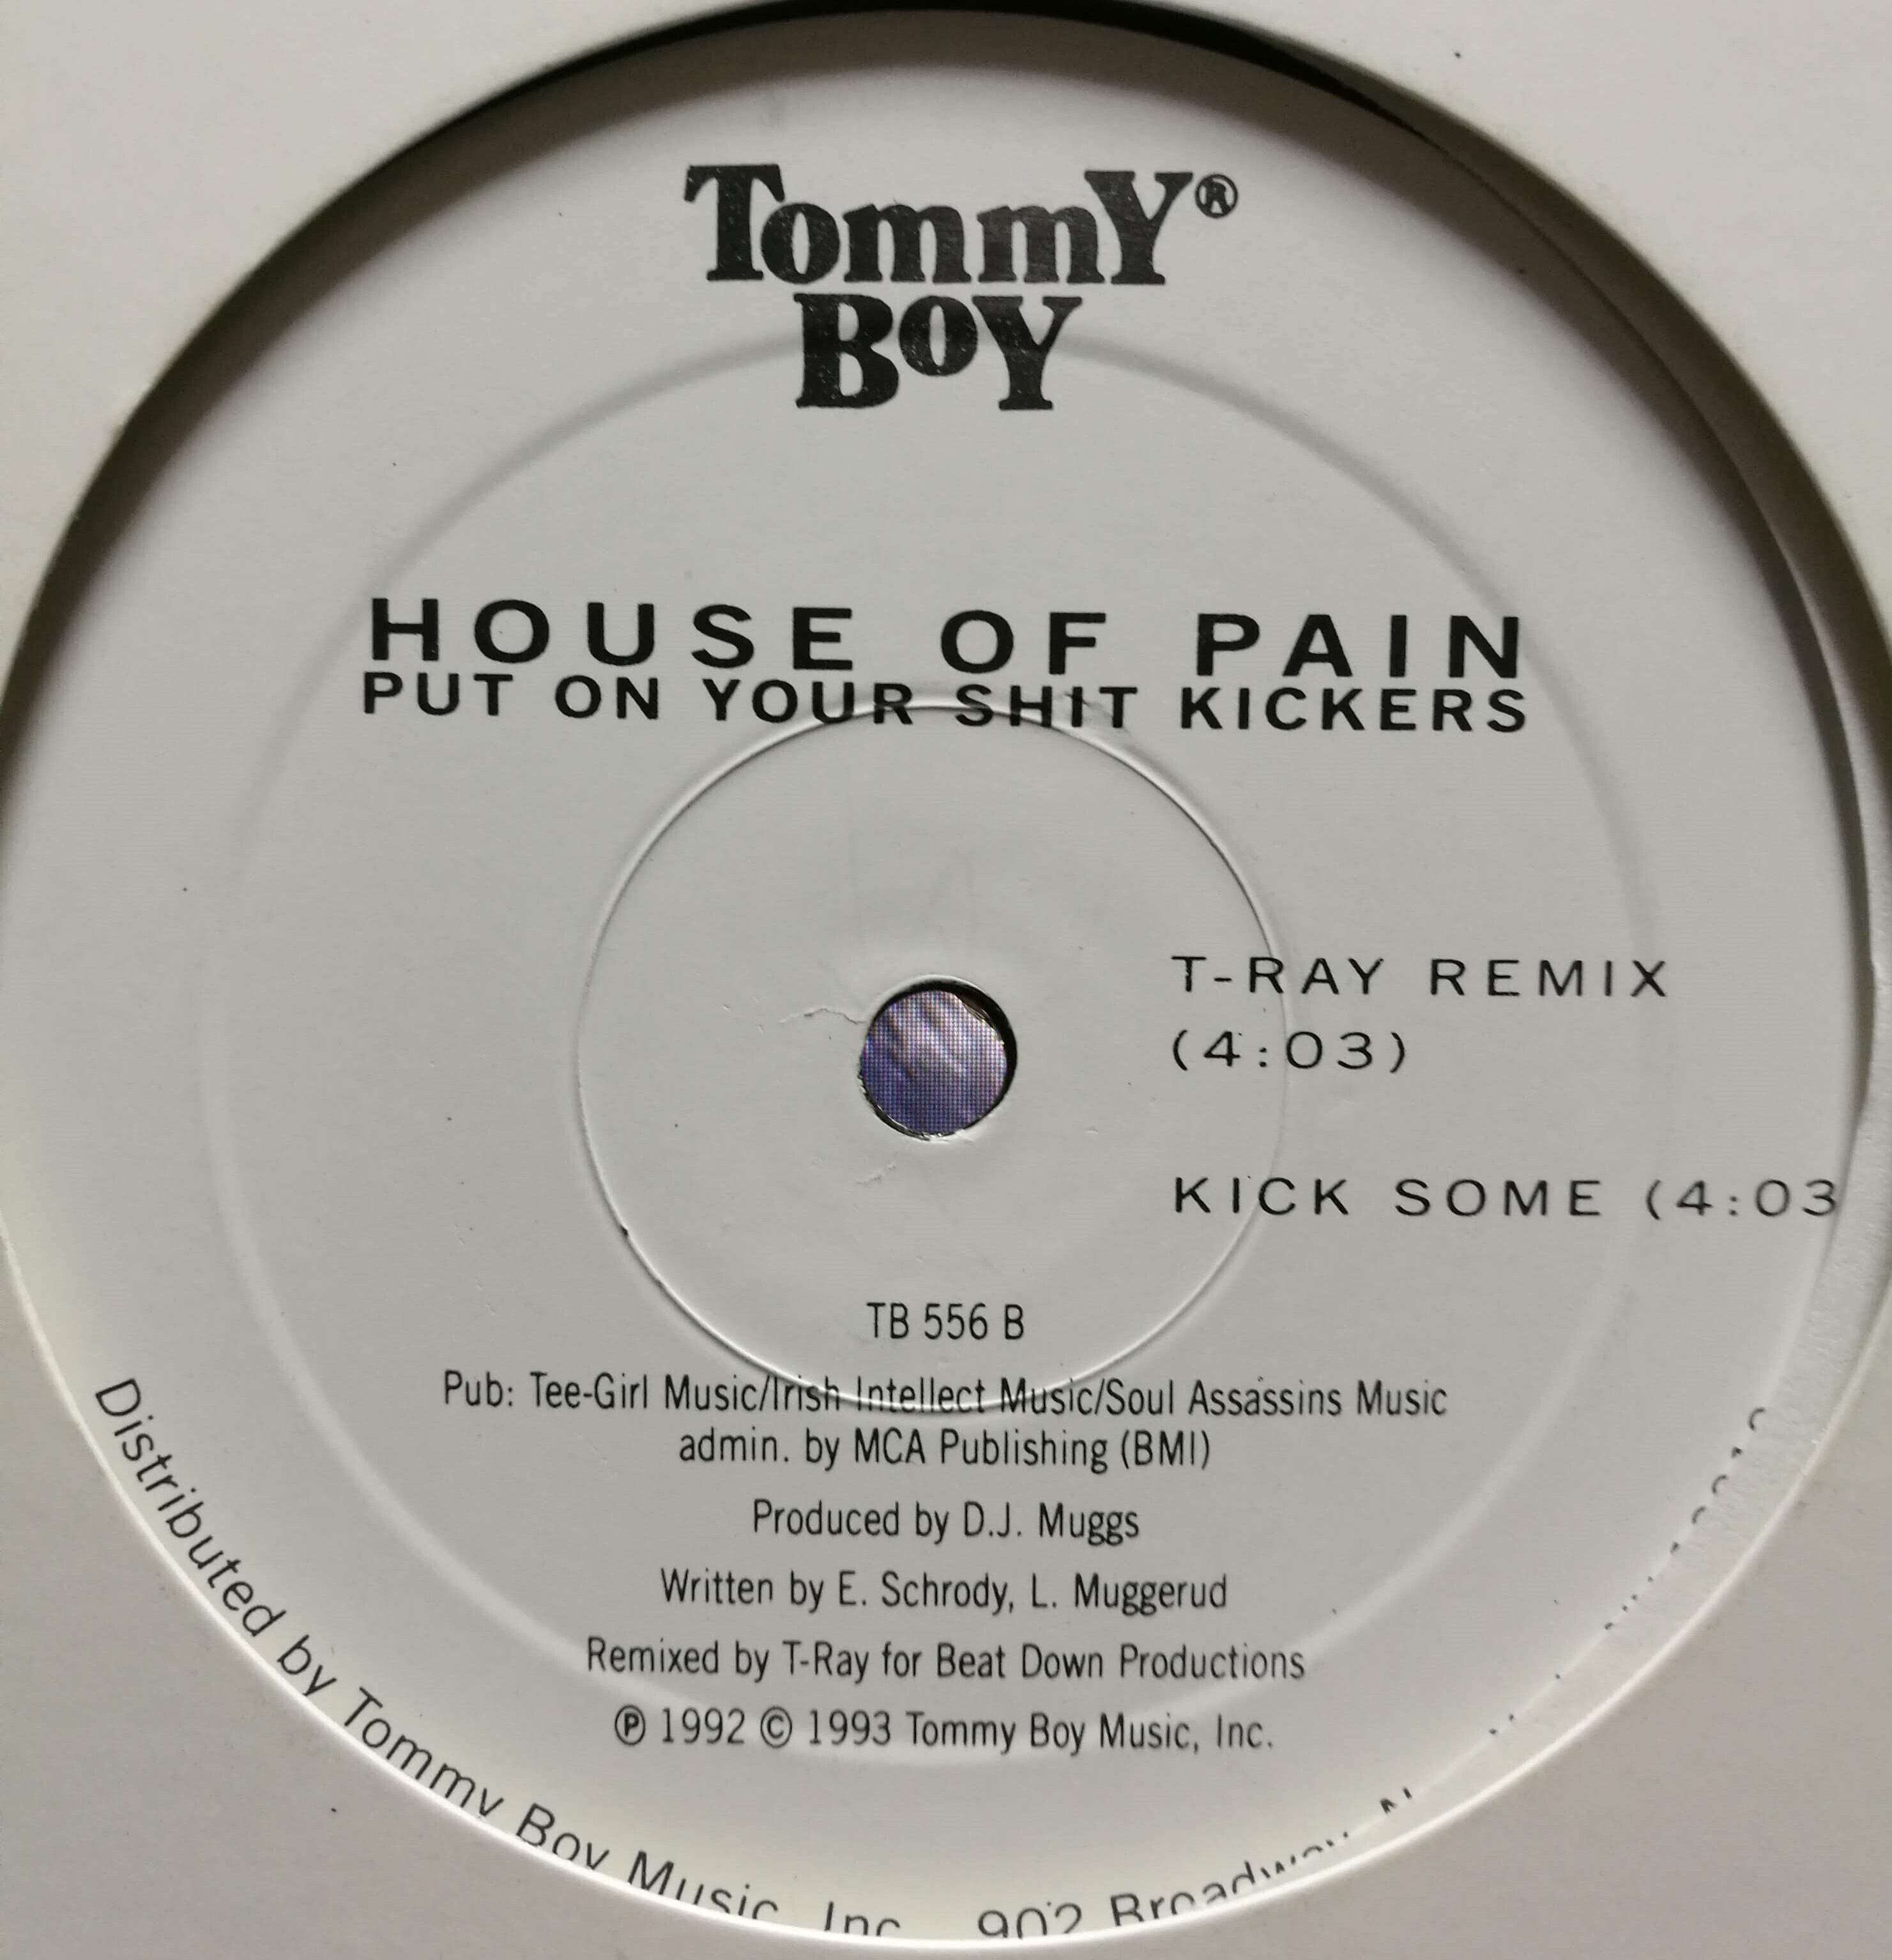 Tommy®
Boy
HOUSE OF PAIN
PUT ON YOUR SHIT KICKERS
T-RAY REMIX
(4:03)
KICK SOME (4:03
TB 556 B
Pub: Tee-Girl Music/Irish Intellect Music/Soul Assassins Music
admin. by MCA Publishing (BMI)
Produced by D.J. Muggs
Written by E. Schrody, L. Muggerud
Remixed by T-Ray for Beat Down Productions
℗ 1992 © 1993 Tommy Boy Music, Inc.
Distributed by Tommy Boy Music, Inc. 902 Broadway